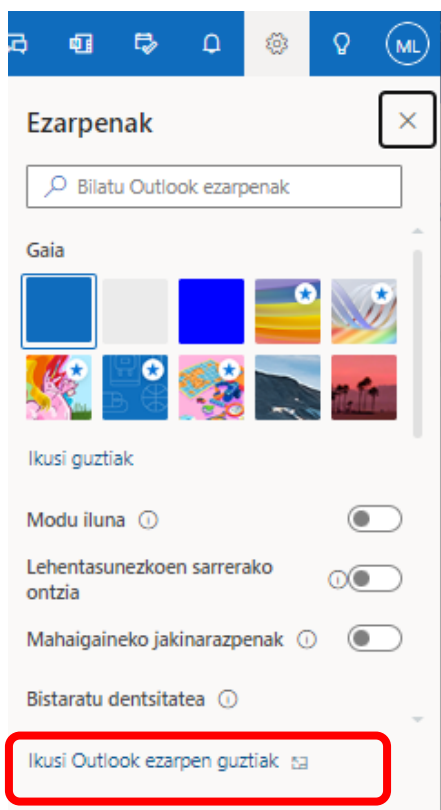 ML
Ezarpenak
Bilatu Outlook ezarpenak
Gaia
Ikusi guztiak
Modu iluna
Lehentasunezkoen sarrerako
ontzia
Mahaigaineko jakinarazpenak
Bistaratu dentsitatea
Ikusi Outlook ezarpen guztiak